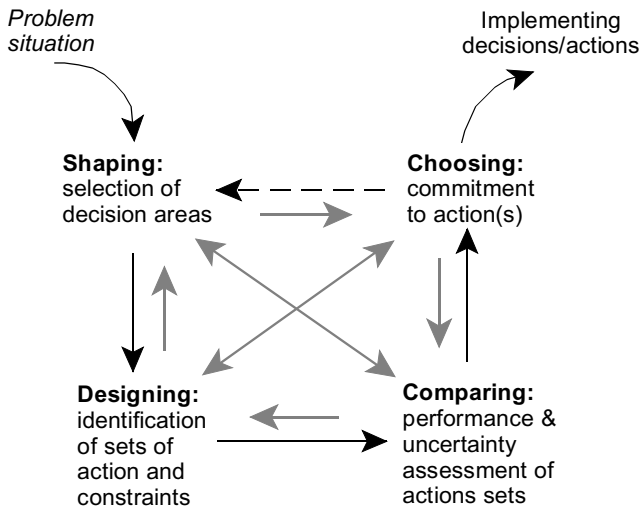 Problem
situation
Implementing
decisions/actions
Shaping:
selection of
decision areas
Choosing:
commitment
to action(s)
Designing:
identification
of sets of
action and
constraints
Comparing:
performance &
uncertainty
assessment of
actions sets